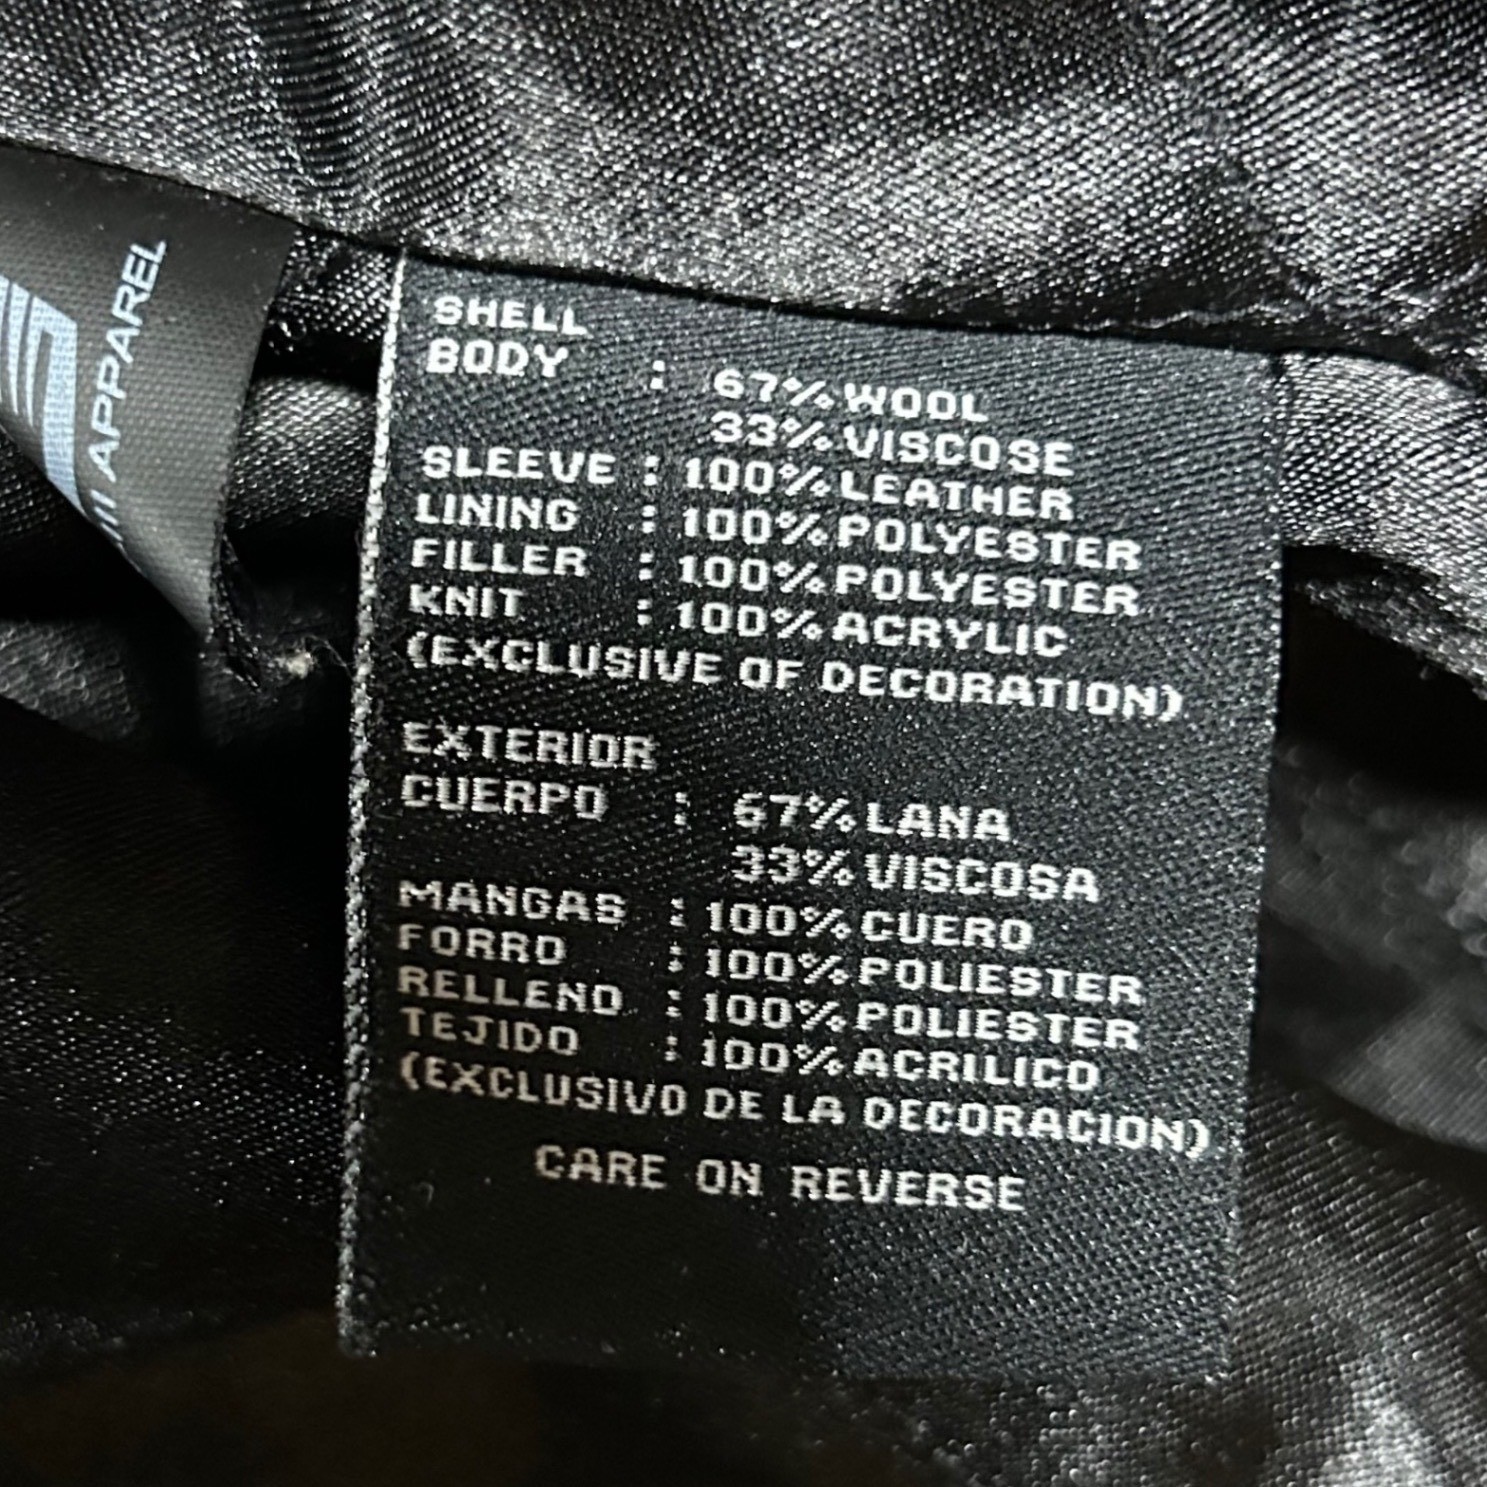 APPAREL
SHELL
BODY : 67% WOOL
33% VISCOSE
SLEEVE : 100% LEATHER
LINING : 100% POLYESTER
FILLER : 100% POLYESTER
KNIT : 100% ACRYLIC
(EXCLUSIVE OF DECORATION)
EXTERIOR
CUERPO : 67% LANA
33% VISCOSA
MANGAS : 100% CUERO
FORRO : 100% POLIESTER
RELLENO : 100% POLIESTER
TEJIDO : 100% ACRILICO
(EXCLUSIVO DE LA DECORACION)
CARE ON REVERSE